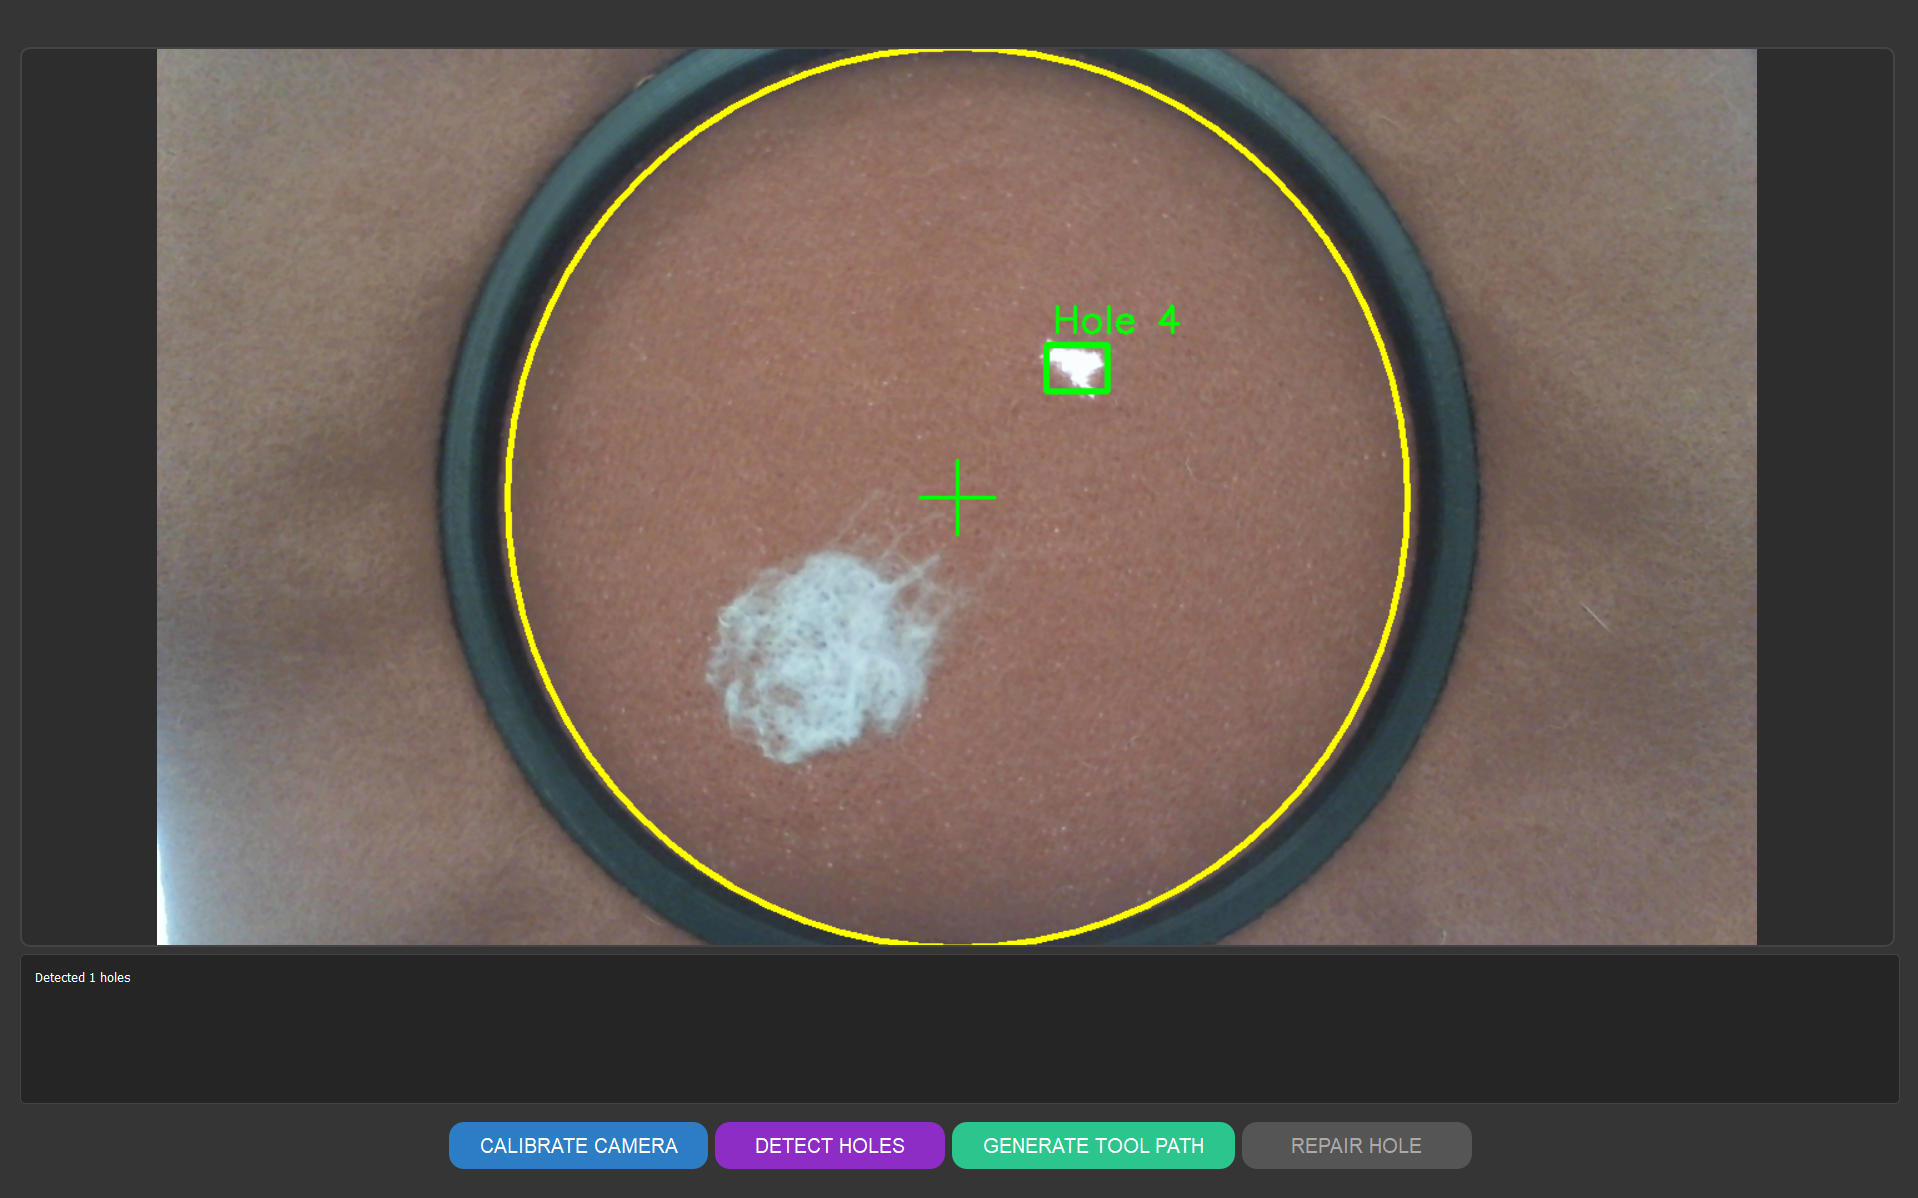 Hole 4
Detected 1 holes
CALIBRATE CAMERA
DETECT HOLES
GENERATE TOOL PATH
REPAIR HOLE